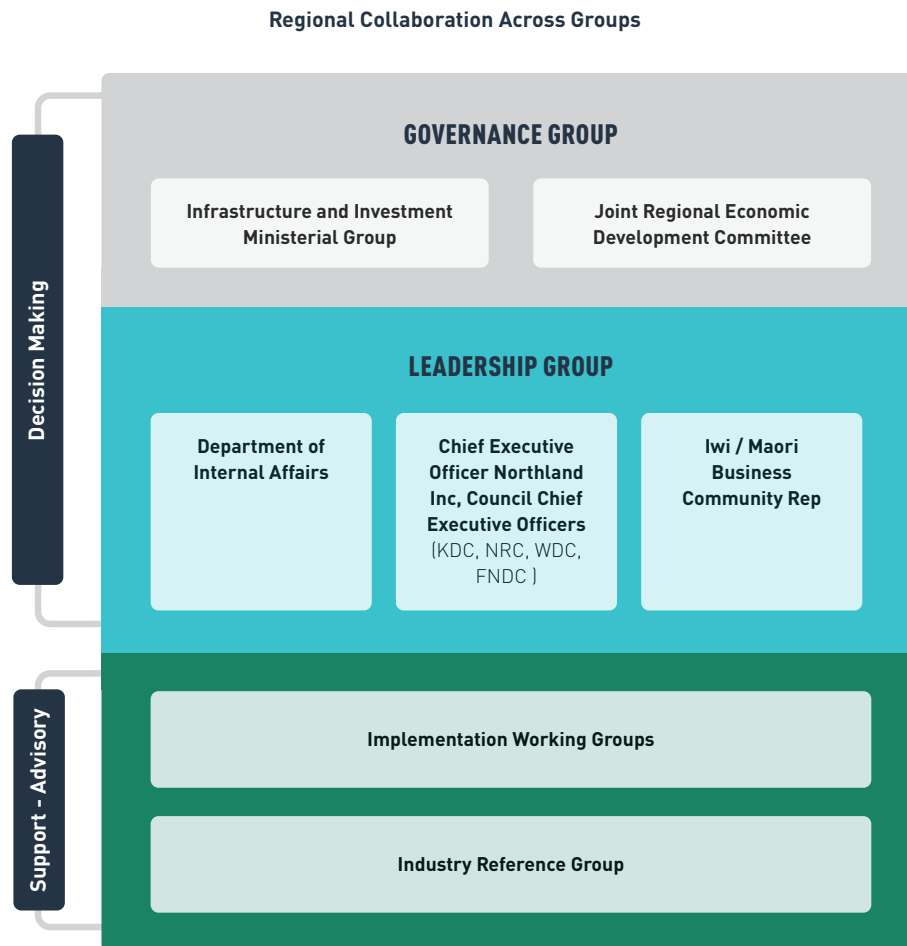 Regional Collaboration Across Groups
Decision Making
GOVERNANCE GROUP
Infrastructure and Investment
Ministerial Group
Joint Regional Economic
Development Committee
LEADERSHIP GROUP
Department of
Internal Affairs
Chief Executive
Officer Northland
Inc, Council Chief
Executive Officers
(KDC, NRC, WDC,
FNDC )
Iwi / Maori
Business
Community Rep
Support - Advisory
Implementation Working Groups
Industry Reference Group